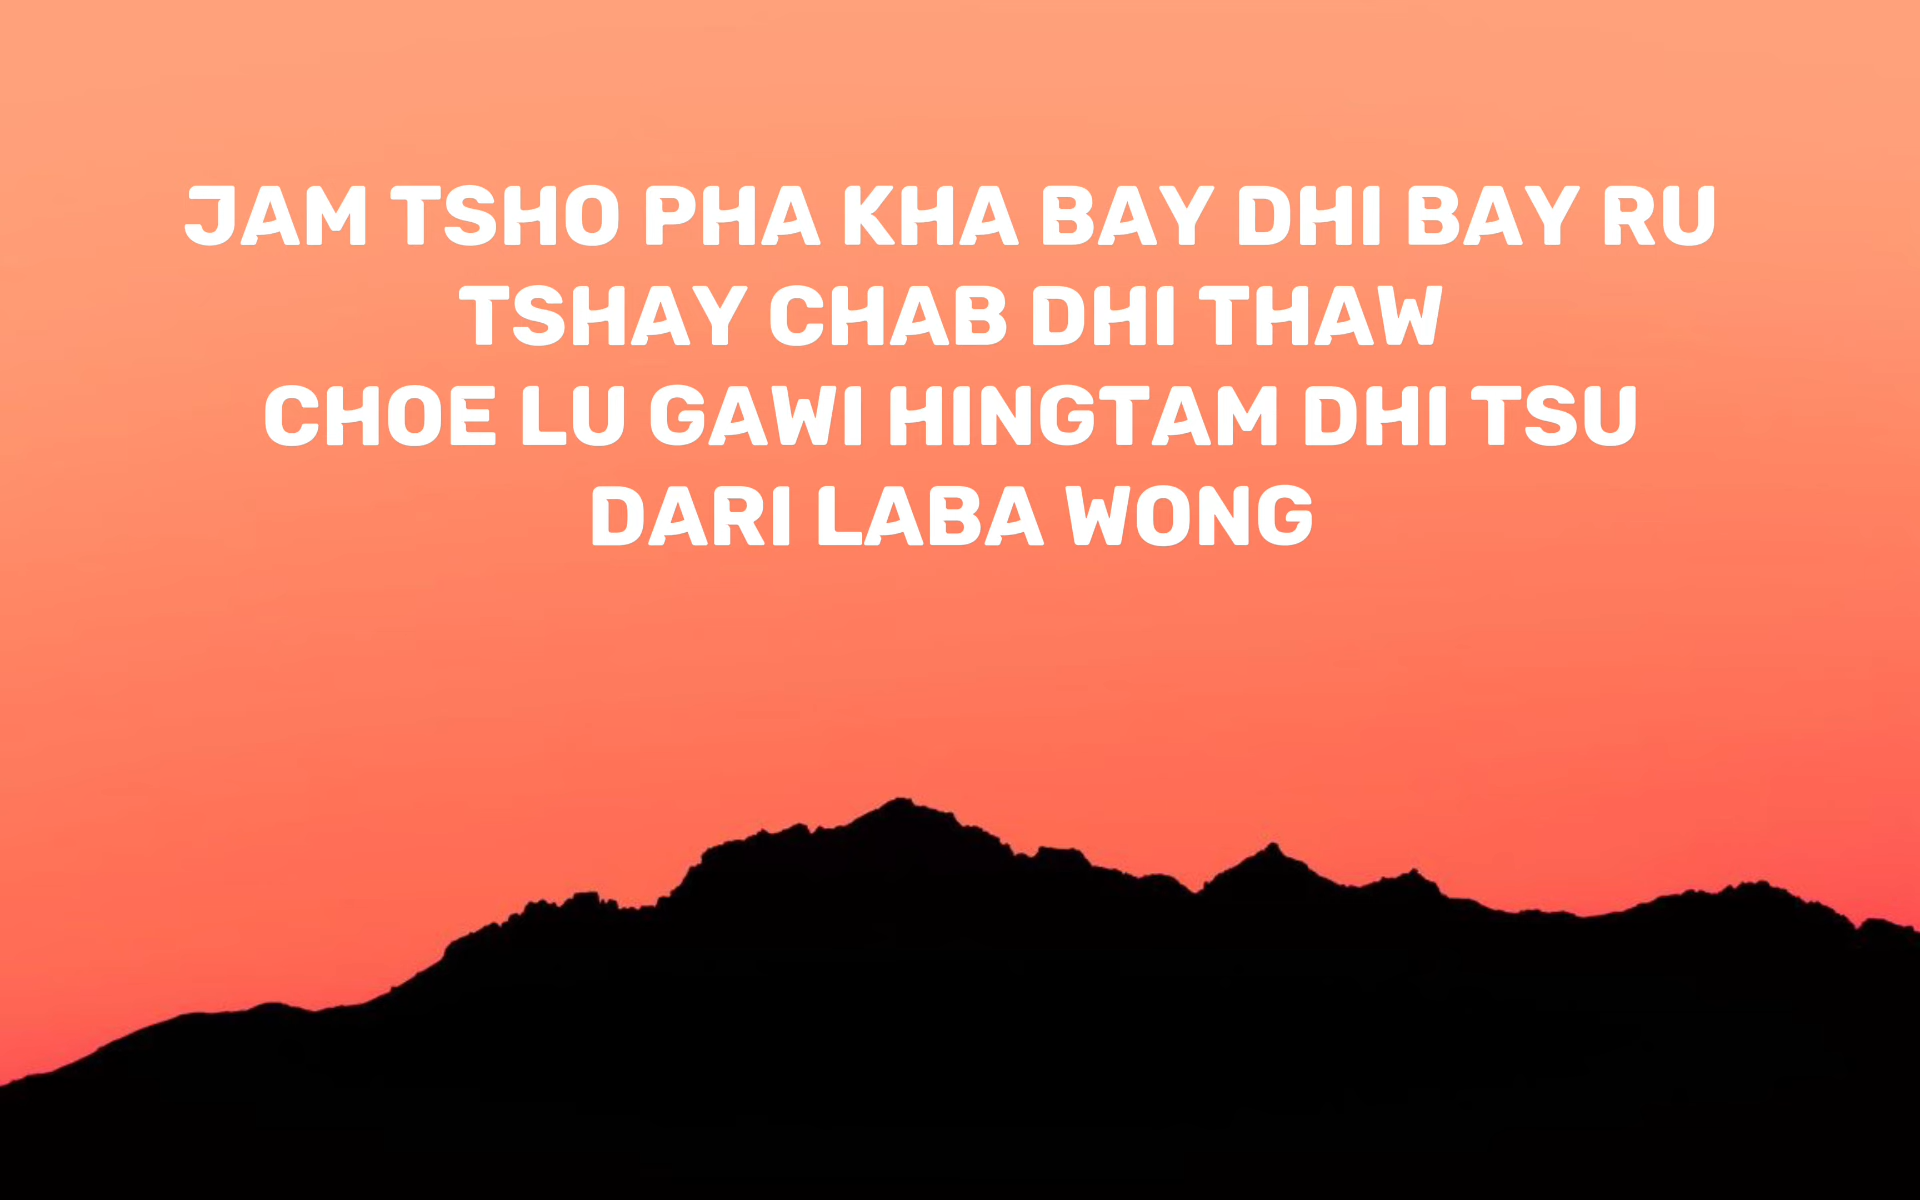 JAM TSHO PHA KHA BAY DHI BAY RU
TSHAY CHAB DHI THAW
CHOE LU GAWI HINGTAM DHI TSU
DARI LABA WONG